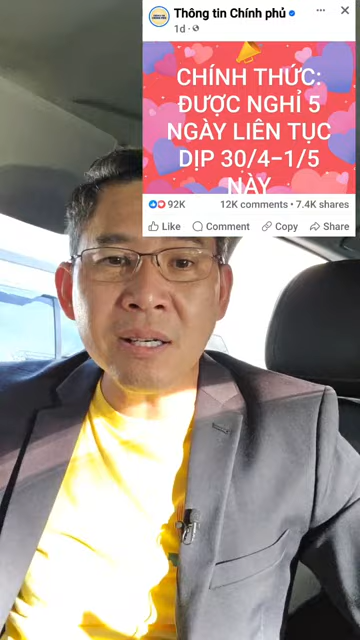 Thông tin Chính phủ
1d
CHÍNH THỨC:
ĐƯỢC NGHỈ 5
NGÀY LIÊN TỤC
DỊP 30/4-1/5
NÀY
92K 12K comments • 7.4K shares
Like Comment Copy Share